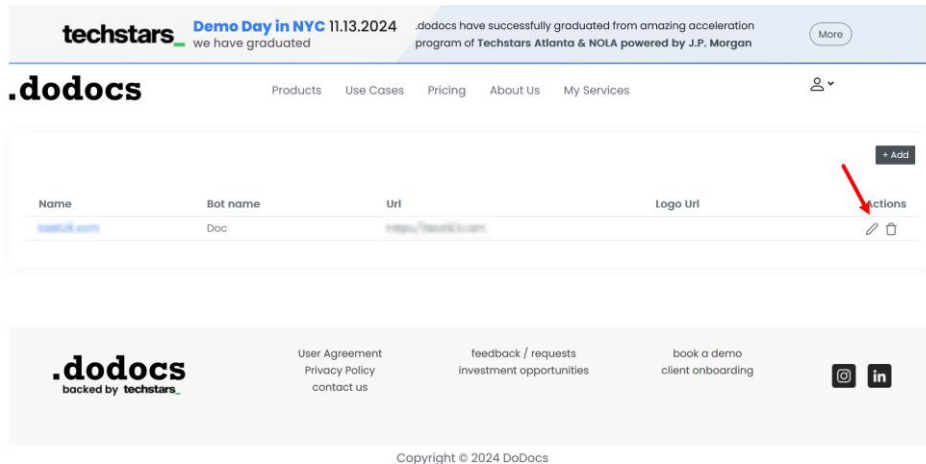 techstars_
Demo Day in NYC 11.13.2024
we have graduated
.dodocs have successfully graduated from amazing acceleration
program of Techstars Atlanta & NOLA powered by J.P. Morgan
More
.dodocs
Products Use Cases Pricing About Us My Services
+ Add
Name Bot name Url Logo Url Actions
Doc
.dodocs
backed by techstars_
User Agreement
Privacy Policy
contact us
feedback / requests
investment opportunities
book a demo
client onboarding
in
Copyright © 2024 DoDocs